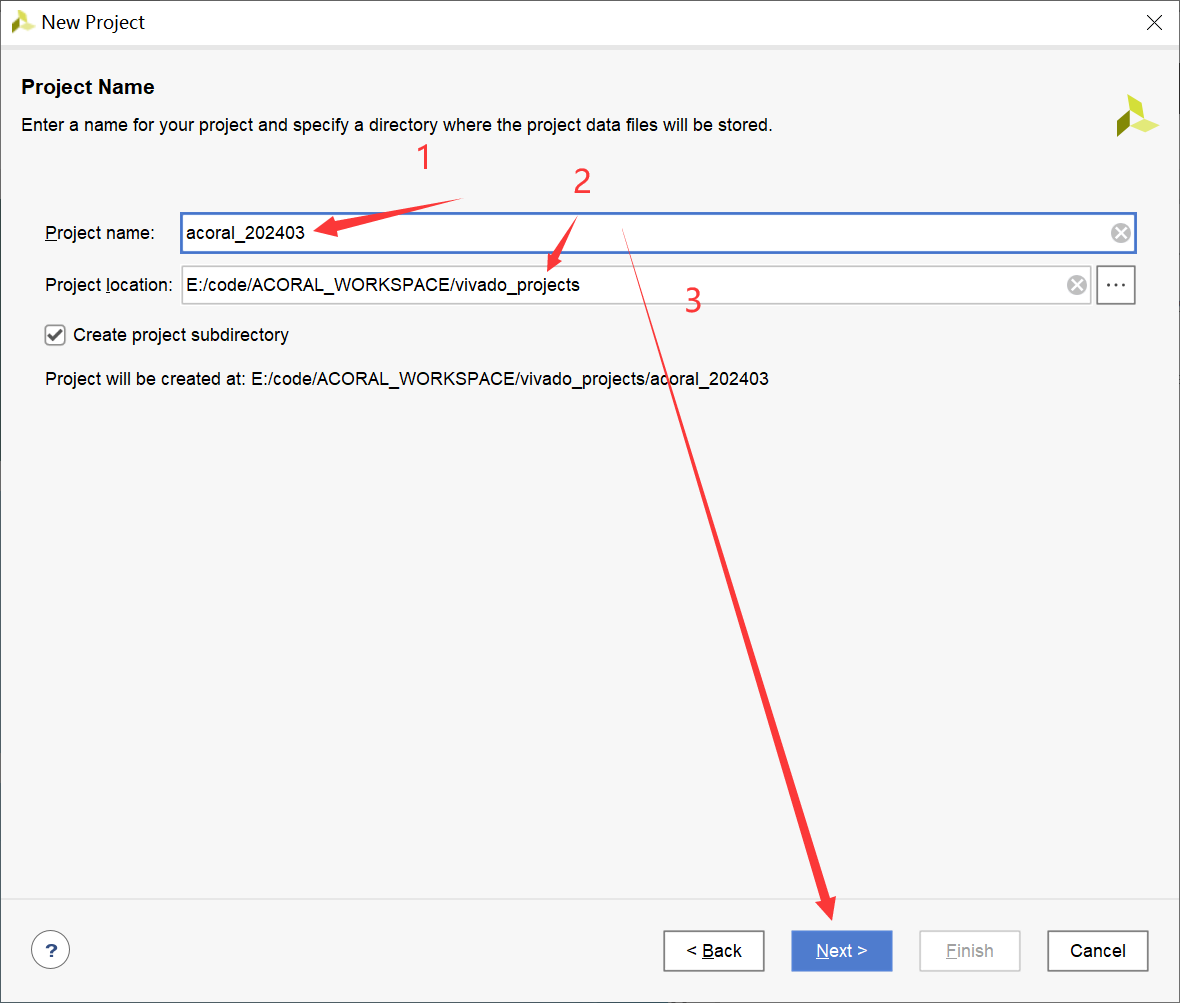 New Project
Project Name
Enter a name for your project and specify a directory where the project data files will be stored.
1
2
Project name: acoral_202403
Project location: E:/code/ACORAL_WORKSPACE/vivado_projects ...
3
Create project subdirectory
Project will be created at: E:/code/ACORAL_WORKSPACE/vivado_projects/acoral_202403
? < Back Next > Finish Cancel